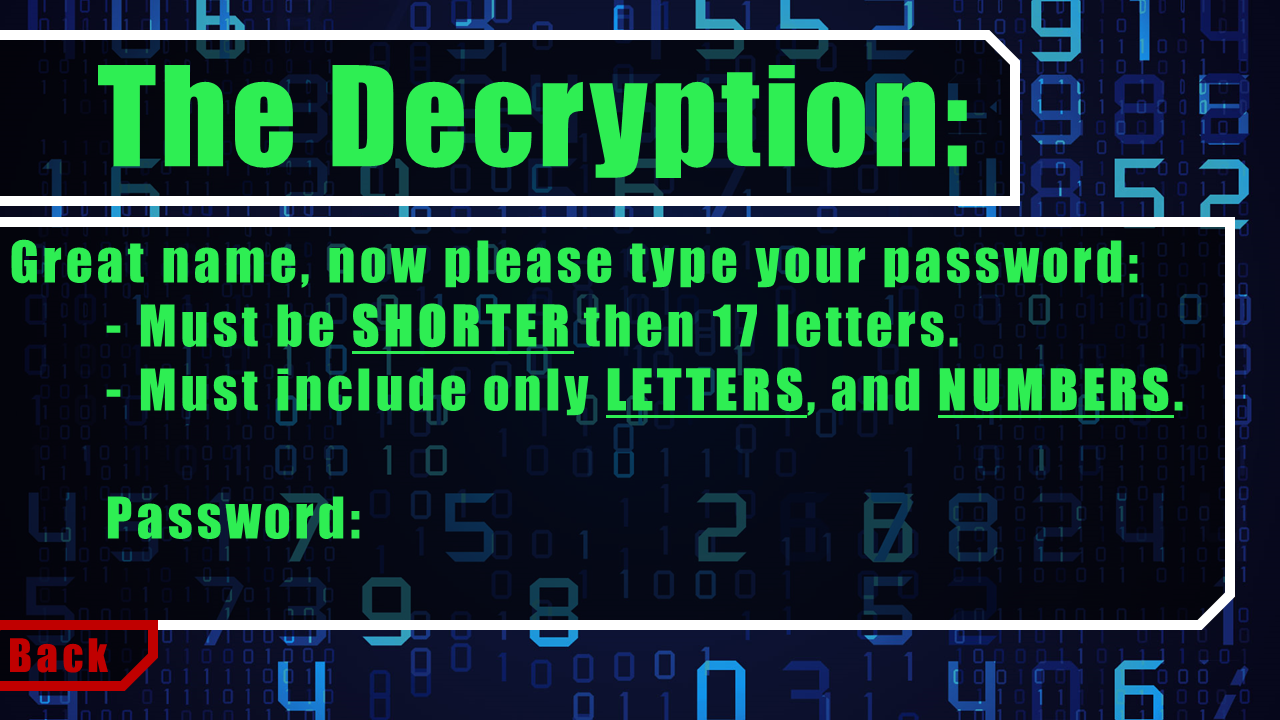 The Decryption:
Great name, now please type your password:
- Must be SHORTER then 17 letters.
- Must include only LETTERS, and NUMBERS.
Password:
Back